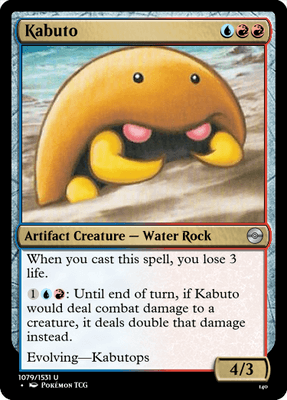 Kabuto
Artifact Creature — Water Rock
When you cast this spell, you lose 3
life.
1: Until end of turn, if Kabuto
would deal combat damage to a
creature, it deals double that damage
instead.
Evolving—Kabutops
4/3
1079/1531 U
• Pokémon TCG
140